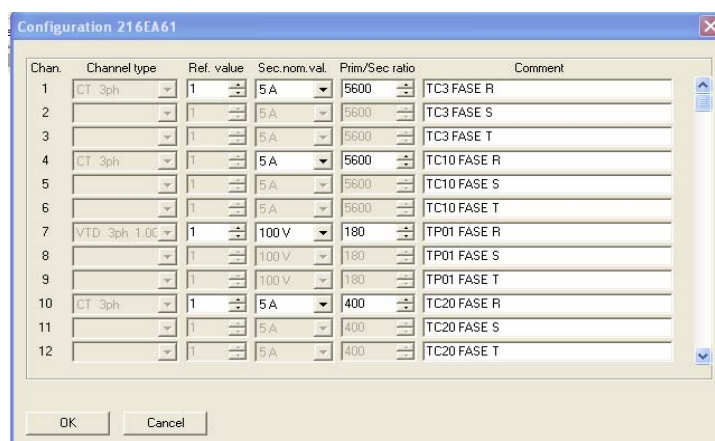 Configuration 216EA61
Chan. Channel type Ref. value Sec.nom.val. Prim/Sec ratio Comment
1 CT 3ph 1 5 A 5600 TC3 FASE R
2 1 5 A 5600 TC3 FASE S
3 1 5 A 5600 TC3 FASE T
4 CT 3ph 1 5 A 5600 TC10 FASE R
5 1 5 A 5600 TC10 FASE S
6 1 5 A 5600 TC10 FASE T
7 VTD 3ph 1.00 1 100 V 180 TP01 FASE R
8 1 100 V 180 TP01 FASE S
9 1 100 V 180 TP01 FASE T
10 CT 3ph 1 5 A 400 TC20 FASE R
11 1 5 A 400 TC20 FASE S
12 1 5 A 400 TC20 FASE T
OK Cancel